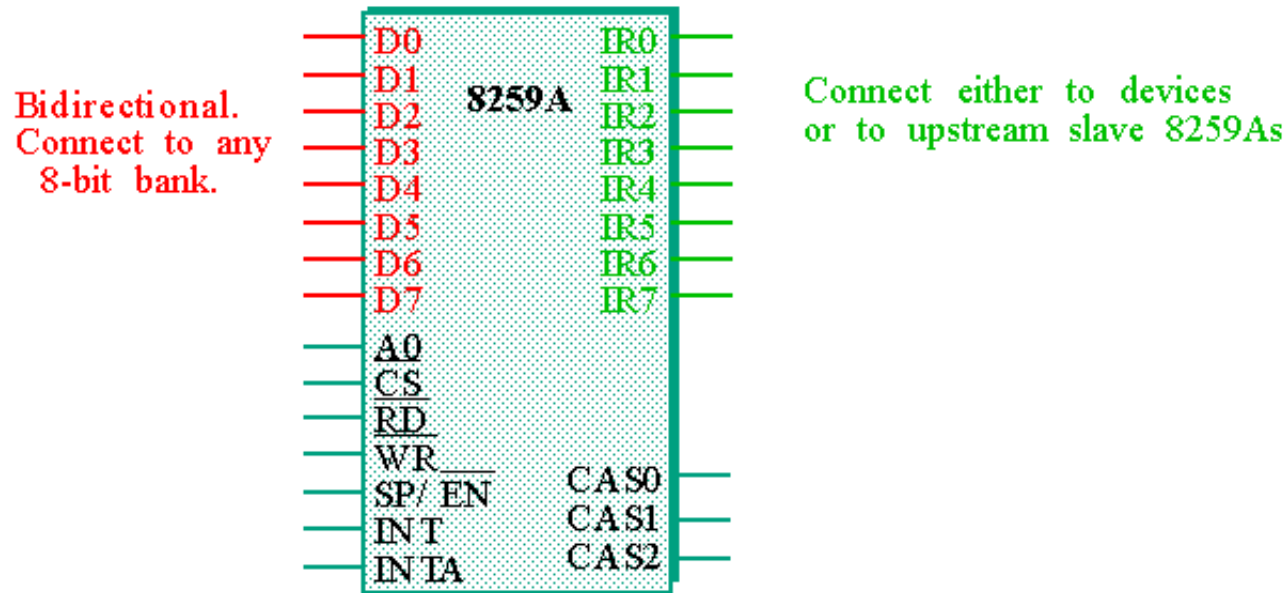 Bidirectional.
Connect to any
8-bit bank.
D0
D1
D2
D3
D4
D5
D6
D7
A0
CS
RD
WR
SP/ EN
INT
INTA
8259A
IR0
IR1
IR2
IR3
IR4
IR5
IR6
IR7
CAS0
CAS1
CAS2
Connect either to devices
or to upstream slave 8259As